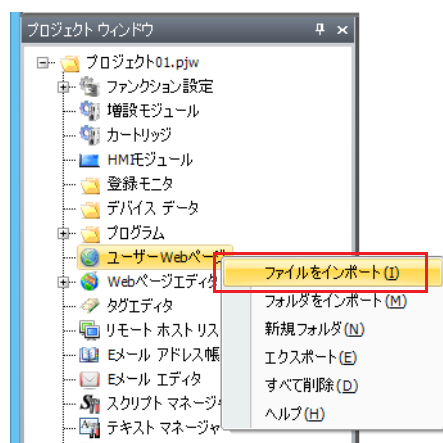 プロジェクト ウィンドウ
プロジェクト01.pjw
ファンクション設定
増設モジュール
カートリッジ
HMIモジュール
登録モニタ
デバイス データ
プログラム
ユーザーWebページ
Webページエディタ
タグエディタ
リモート ホスト リス
Eメール アドレス帳
Eメール エディタ
スクリプト マネージャ
テキスト マネージャ
ファイルをインポート(I)
フォルダをインポート(M)
新規フォルダ(N)
エクスポート(E)
すべて削除(D)
ヘルプ(H)